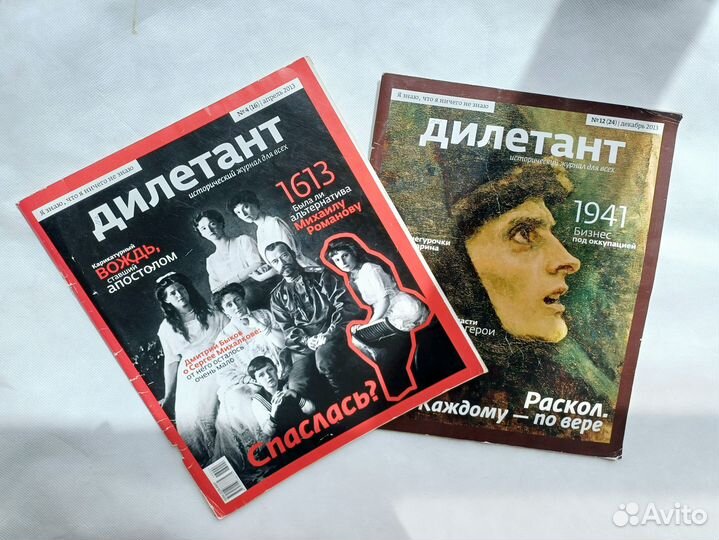 Я знаю, что я ничего не знаю
№4 (16) | апрель 2013
дилетант
исторический журнал для всех
1613
Была ли
альтернатива
Михаилу
Романову?
Карикатурный
вождь,
ставший
апостолом
Дмитрий Быков
о Сергее Михалкове:
от него осталось
очень мало
Спаслась?
Я знаю, что я ничего не знаю
№12 (24) | декабрь 2013
дилетант
исторический журнал для всех
1941
Бизнес
под оккупацией
герои
Раскол.
Каждому — по вере
Avito